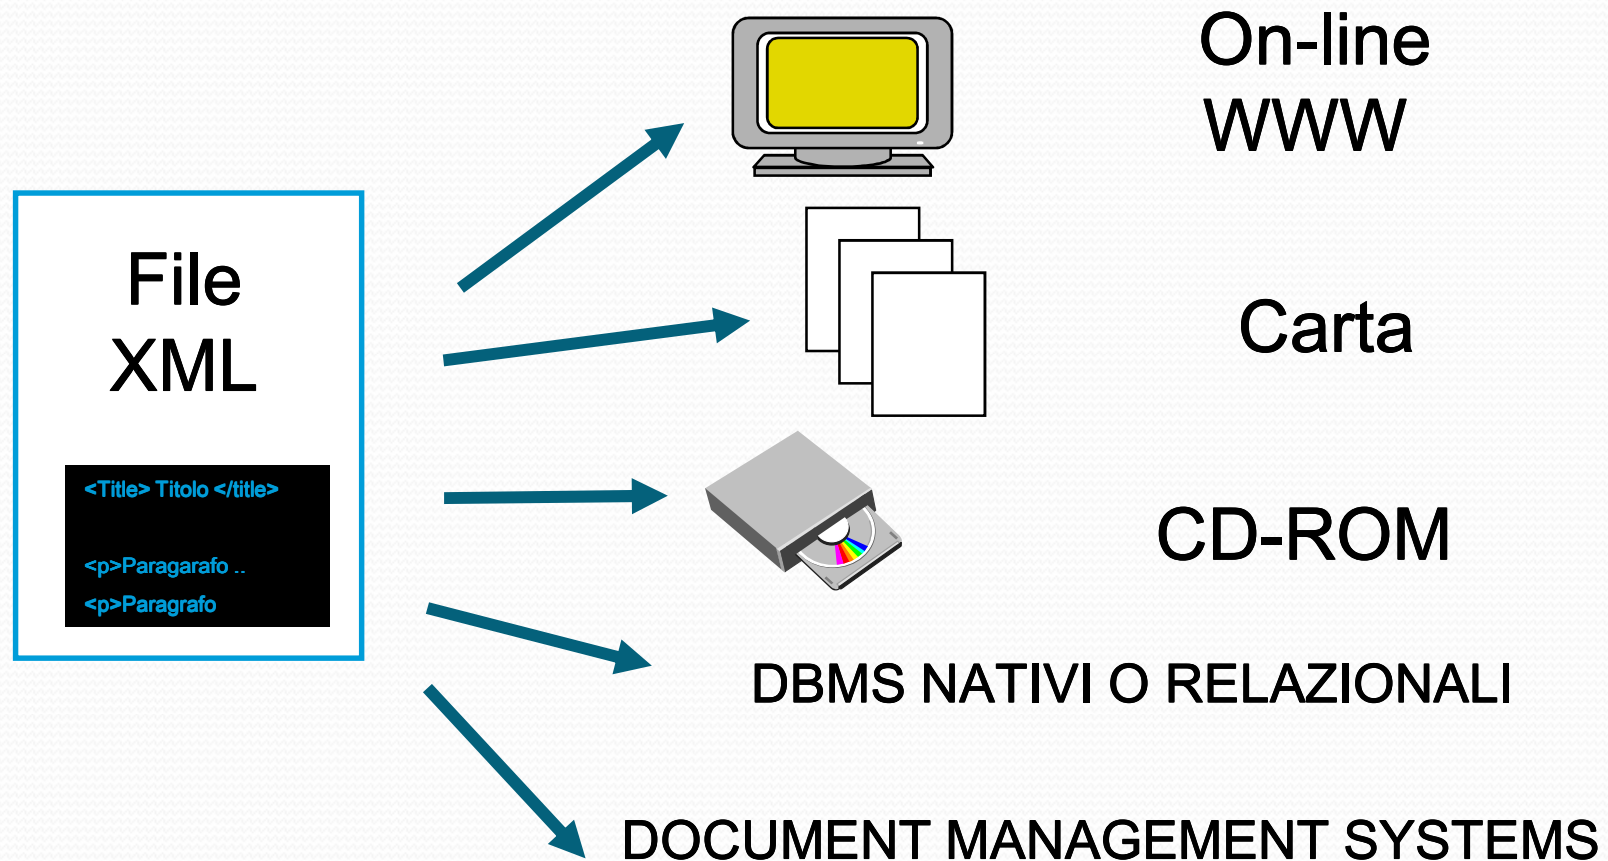 On-line
WWW
File
XML
Carta
<Title> Titolo </title>
<p>Paragarafo ..
<p>Paragrafo
CD-ROM
DBMS NATIVI O RELAZIONALI
DOCUMENT MANAGEMENT SYSTEMS